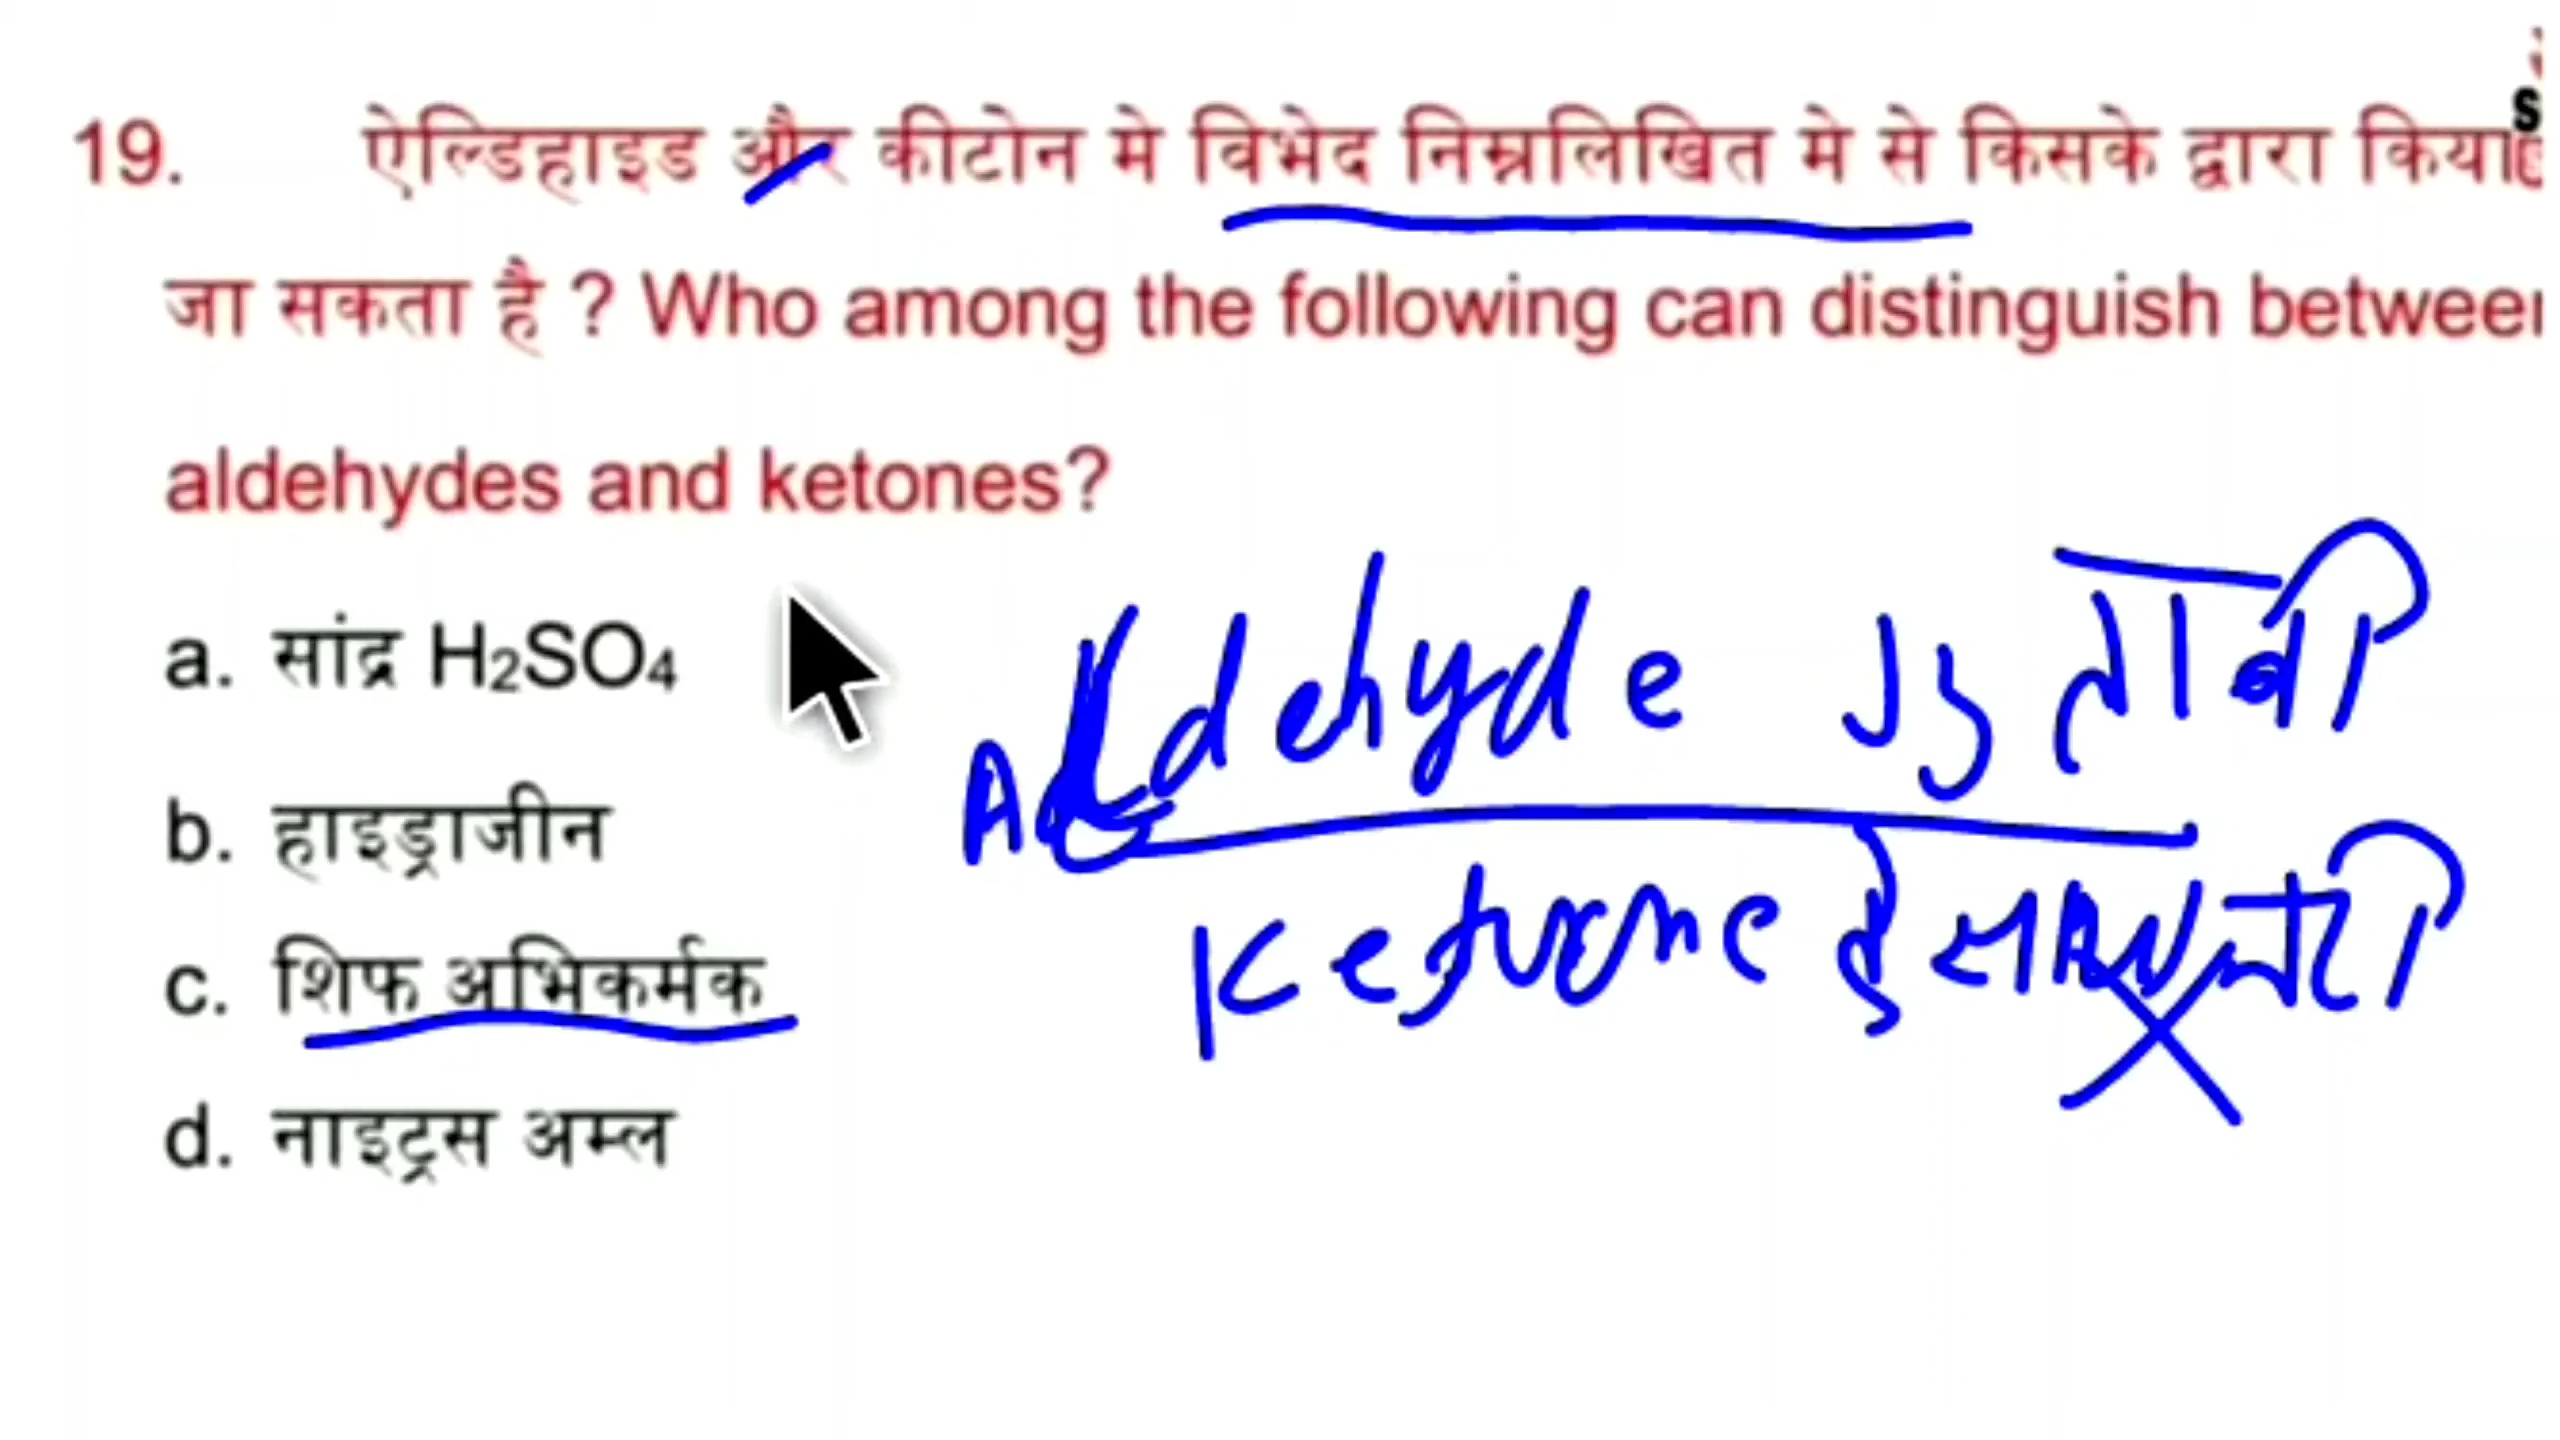 19. ऐल्डिहाइड और कीटोन मे विभेद निम्नलिखित मे से किसके द्वारा किया
जा सकता है ? Who among the following can distinguish between
aldehydes and ketones?
a. सांद्र H₂SO₄
b. हाइड्राजीन
c. शिफ अभिकर्मक
d. नाइट्रस अम्ल
Aldehyde
Ketone